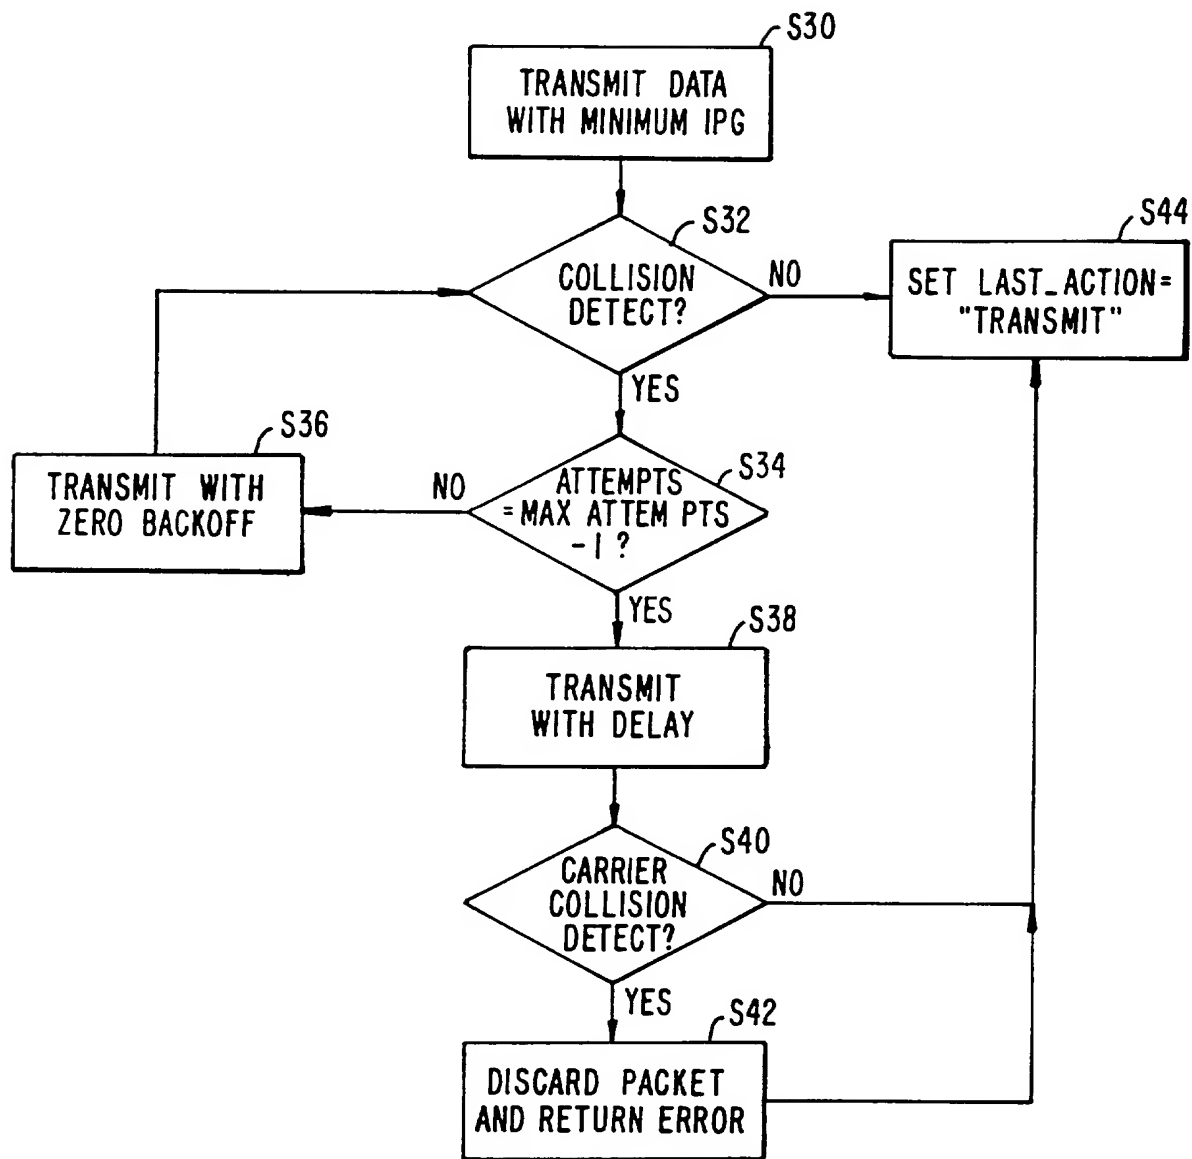 S30
TRANSMIT DATA
WITH MINIMUM IPG
S32
COLLISION
DETECT?
NO
YES
S44
SET LAST_ACTION=
"TRANSMIT"
S36
TRANSMIT WITH
ZERO BACKOFF
NO
S34
ATTEMPTS
=MAX ATTEM PTS
-1 ?
YES
S38
TRANSMIT
WITH DELAY
S40
CARRIER
COLLISION
DETECT?
NO
YES
S42
DISCARD PACKET
AND RETURN ERROR